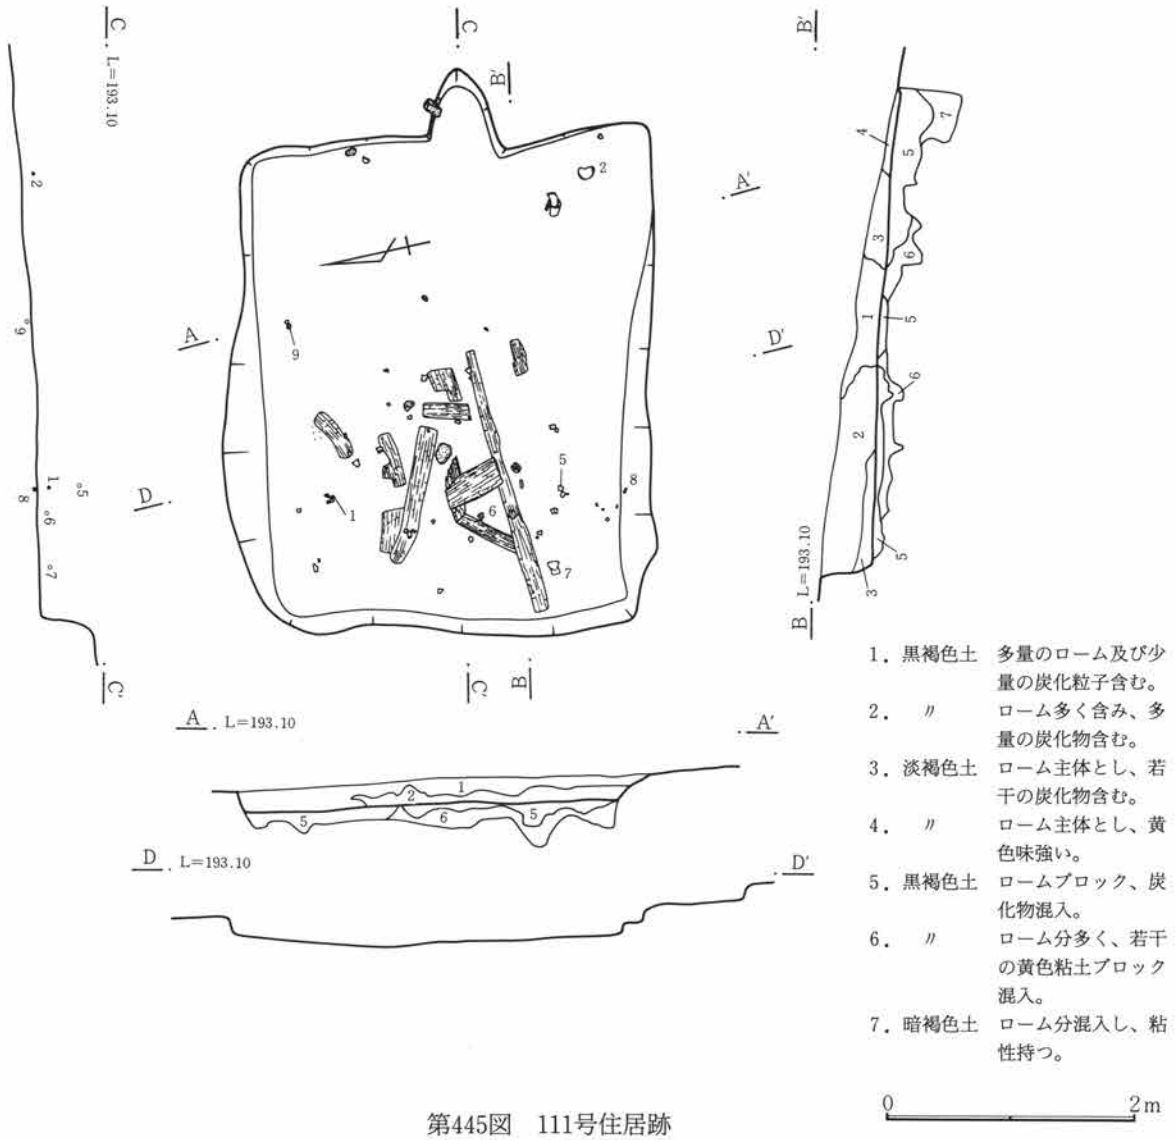 C
L=193.10
2
9
1
8
5
6
7
C'
C
B'
2
9
5
8
1
6
7
A
A'
D
D'
C'
B
B'
7
4
5
3
6
1
5
6
2
5
3
B
L=193.10
A
L=193.10
A'
1
2
5
6
5
D
L=193.10
D'
1. 黒褐色土 多量のローム及び少
量の炭化粒子含む。
2. 〃 ローム多く含み、多
量の炭化物含む。
3. 淡褐色土 ローム主体とし、若
干の炭化物含む。
4. 〃 ローム主体とし、黄
色味強い。
5. 黒褐色土 ロームブロック、炭
化物混入。
6. 〃 ローム分多く、若干
の黄色粘土ブロック
混入。
7. 暗褐色土 ローム分混入し、粘
性持つ。
0 2m
第445図 111号住居跡